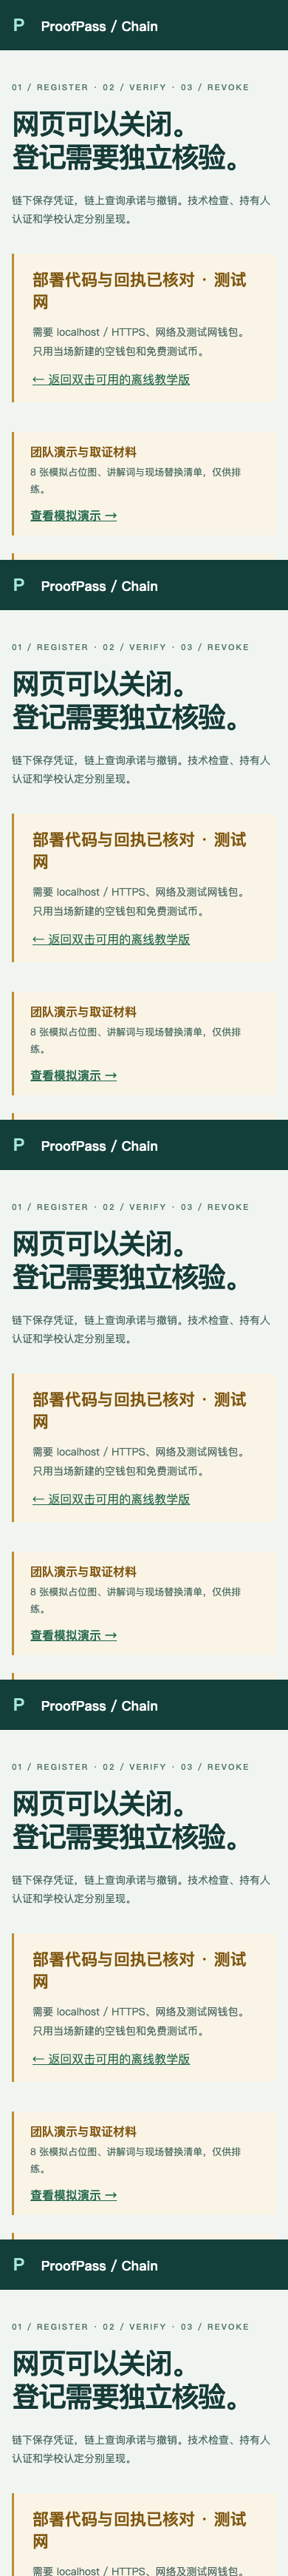 P ProofPass / Chain
01 / REGISTER · 02 / VERIFY · 03 / REVOKE
网页可以关闭。
登记需要独立核验。
链下保存凭证，链上查询承诺与撤销。技术检查、持有人
认证和学校认定分别呈现。
部署代码与回执已核对 · 测试
网
需要 localhost / HTTPS、网络及测试网钱包。
只用当场新建的空钱包和免费测试币。
← 返回双击可用的离线教学版
团队演示与取证材料
8 张模拟占位图、讲解词与现场替换清单，仅供排
练。
查看模拟演示 →
P ProofPass / Chain
01 / REGISTER · 02 / VERIFY · 03 / REVOKE
网页可以关闭。
登记需要独立核验。
链下保存凭证，链上查询承诺与撤销。技术检查、持有人
认证和学校认定分别呈现。
部署代码与回执已核对 · 测试
网
需要 localhost / HTTPS、网络及测试网钱包。
只用当场新建的空钱包和免费测试币。
← 返回双击可用的离线教学版
团队演示与取证材料
8 张模拟占位图、讲解词与现场替换清单，仅供排
练。
查看模拟演示 →
P ProofPass / Chain
01 / REGISTER · 02 / VERIFY · 03 / REVOKE
网页可以关闭。
登记需要独立核验。
链下保存凭证，链上查询承诺与撤销。技术检查、持有人
认证和学校认定分别呈现。
部署代码与回执已核对 · 测试
网
需要 localhost / HTTPS、网络及测试网钱包。
只用当场新建的空钱包和免费测试币。
← 返回双击可用的离线教学版
团队演示与取证材料
8 张模拟占位图、讲解词与现场替换清单，仅供排
练。
查看模拟演示 →
P ProofPass / Chain
01 / REGISTER · 02 / VERIFY · 03 / REVOKE
网页可以关闭。
登记需要独立核验。
链下保存凭证，链上查询承诺与撤销。技术检查、持有人
认证和学校认定分别呈现。
部署代码与回执已核对 · 测试
网
需要 localhost / HTTPS、网络及测试网钱包。
只用当场新建的空钱包和免费测试币。
← 返回双击可用的离线教学版
团队演示与取证材料
8 张模拟占位图、讲解词与现场替换清单，仅供排
练。
查看模拟演示 →
P ProofPass / Chain
01 / REGISTER · 02 / VERIFY · 03 / REVOKE
网页可以关闭。
登记需要独立核验。
链下保存凭证，链上查询承诺与撤销。技术检查、持有人
认证和学校认定分别呈现。
部署代码与回执已核对 · 测试
网
需要 localhost / HTTPS、网络及测试网钱包。